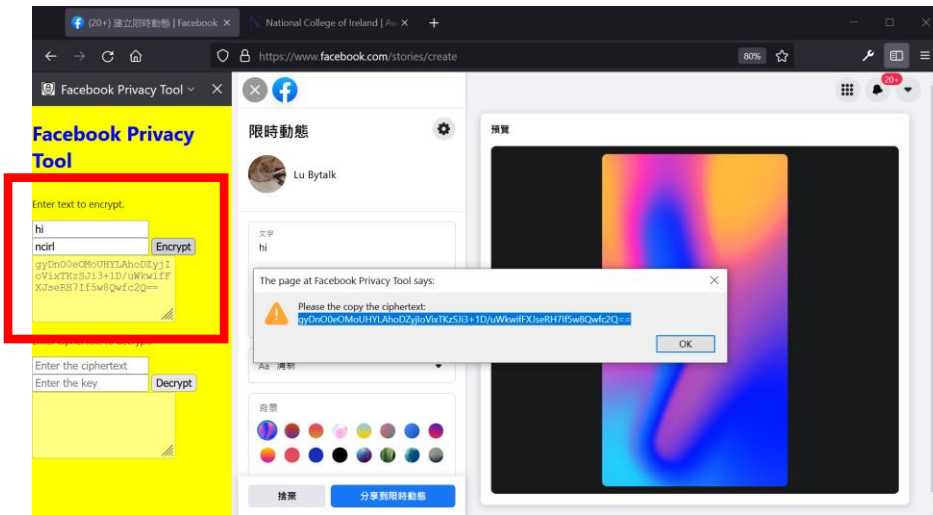 (20+) 建立限時動態 | Facebook
National College of Ireland | Aw
https://www.facebook.com/stories/create
80%
Facebook Privacy Tool
20+
Facebook Privacy
Tool
Enter text to encrypt.
hi
ncirl
Encrypt
gyDnO0eOMoUHYLAhoDZyjI
oVixTKzSJi3+1D/uWkwifF
XJseRH7If5w8Qwfc2Q==
Enter the ciphertext
Enter the key
Decrypt
限時動態
Lu Bytalk
文字
hi
The page at Facebook Privacy Tool says:
Please the copy the ciphertext:
gyDnO0eOMoUHYLAhoDZyjIoVixTKzSJi3+1D/uWkwifFXJseRH7If5w8Qwfc2Q==
OK
Aa 清新
背景
捨棄
分享到限時動態
預覽